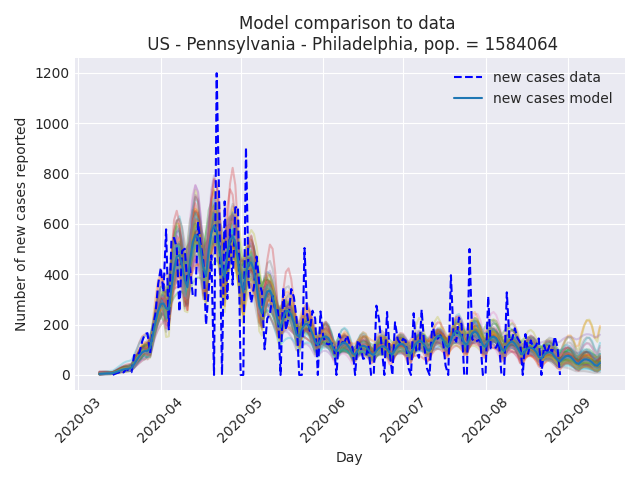 Model comparison to data
US - Pennsylvania - Philadelphia, pop. = 1584064
new cases data
new cases model
Number of new cases reported
1200
1000
800
600
400
200
0
2020-03
2020-04
2020-05
2020-06
2020-07
2020-08
2020-09
Day